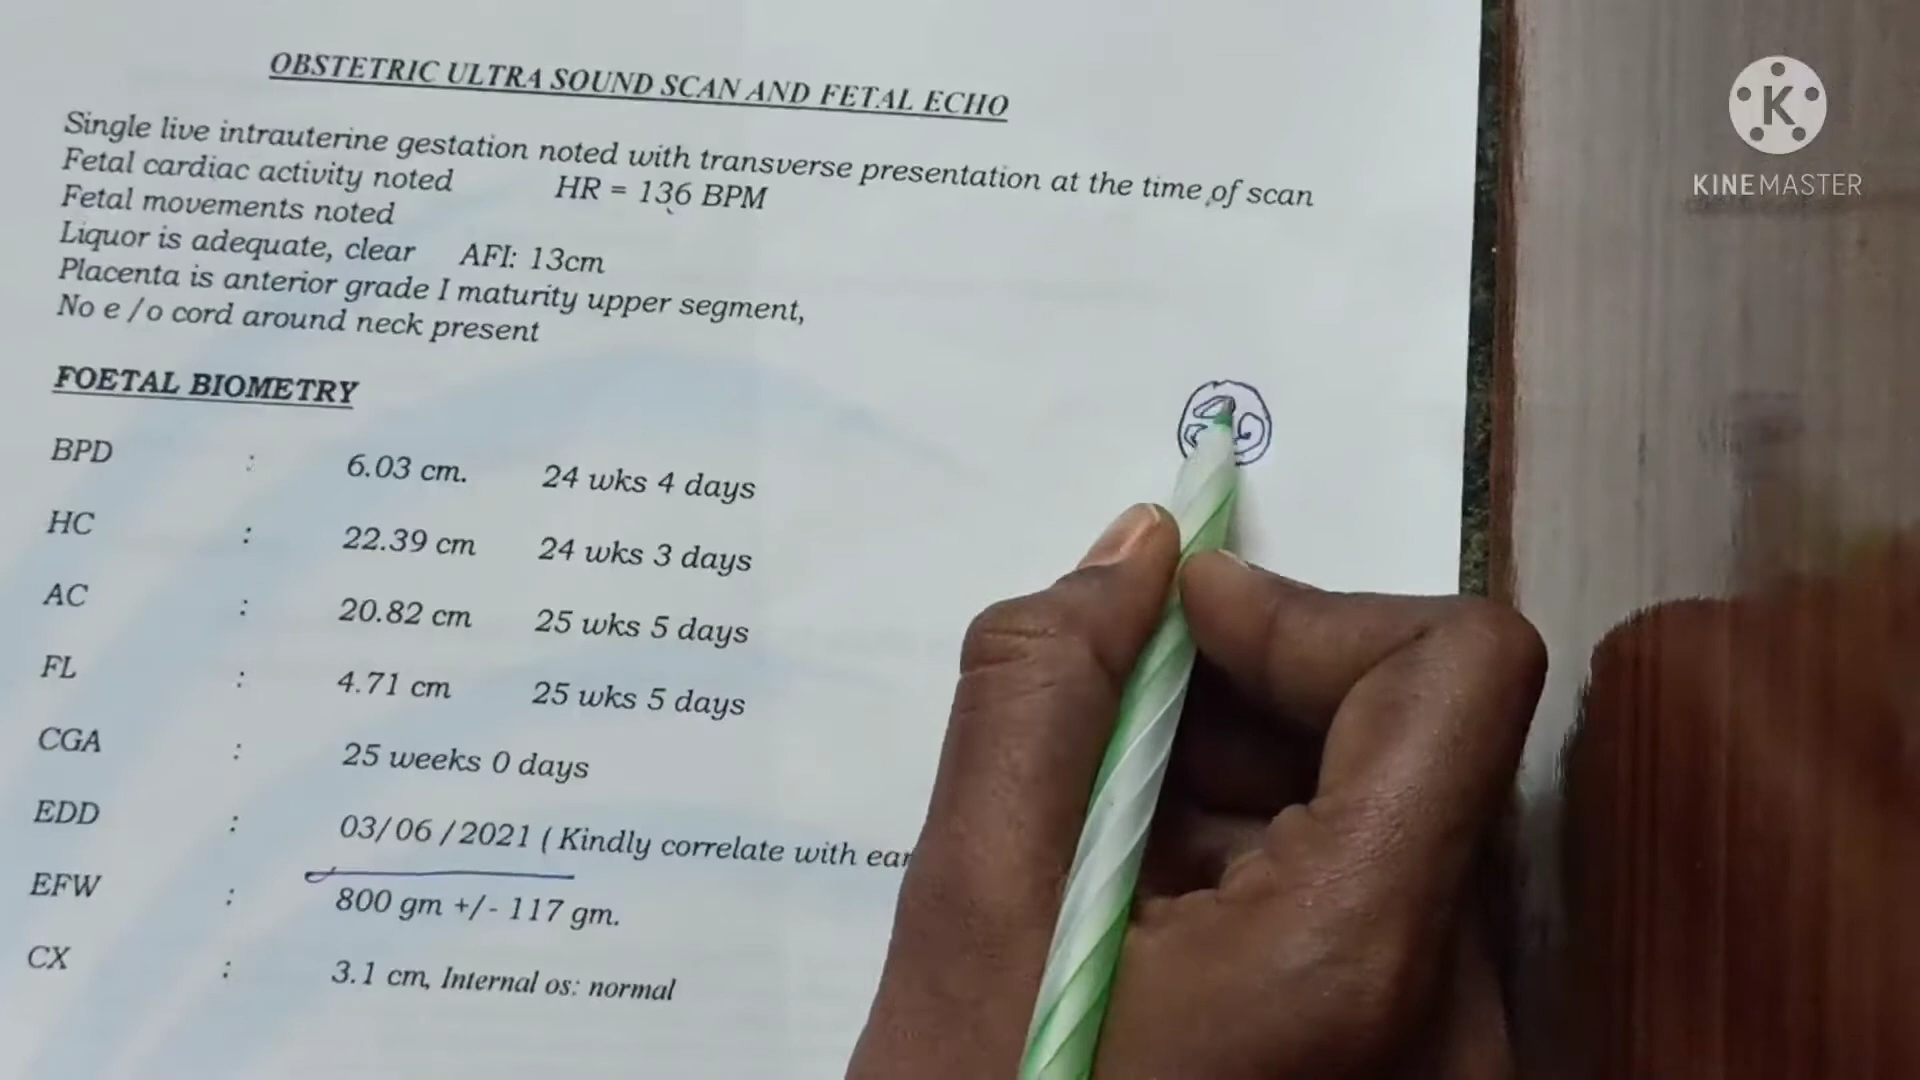 OBSTETRIC ULTRA SOUND SCAN AND FETAL ECHO
Single live intrauterine gestation noted with transverse presentation at the time of scan
Fetal cardiac activity noted HR = 136 BPM
Fetal movements noted
Liquor is adequate, clear AFI: 13cm
Placenta is anterior grade I maturity upper segment,
No e /o cord around neck present
FOETAL BIOMETRY
BPD : 6.03 cm. 24 wks 4 days
HC : 22.39 cm 24 wks 3 days
AC : 20.82 cm 25 wks 5 days
FL : 4.71 cm 25 wks 5 days
CGA : 25 weeks 0 days
EDD : 03/06/2021 ( Kindly correlate with
EFW : 800 gm +/- 117 gm.
CX : 3.1 cm, Internal os: normal
K
KINEMASTER